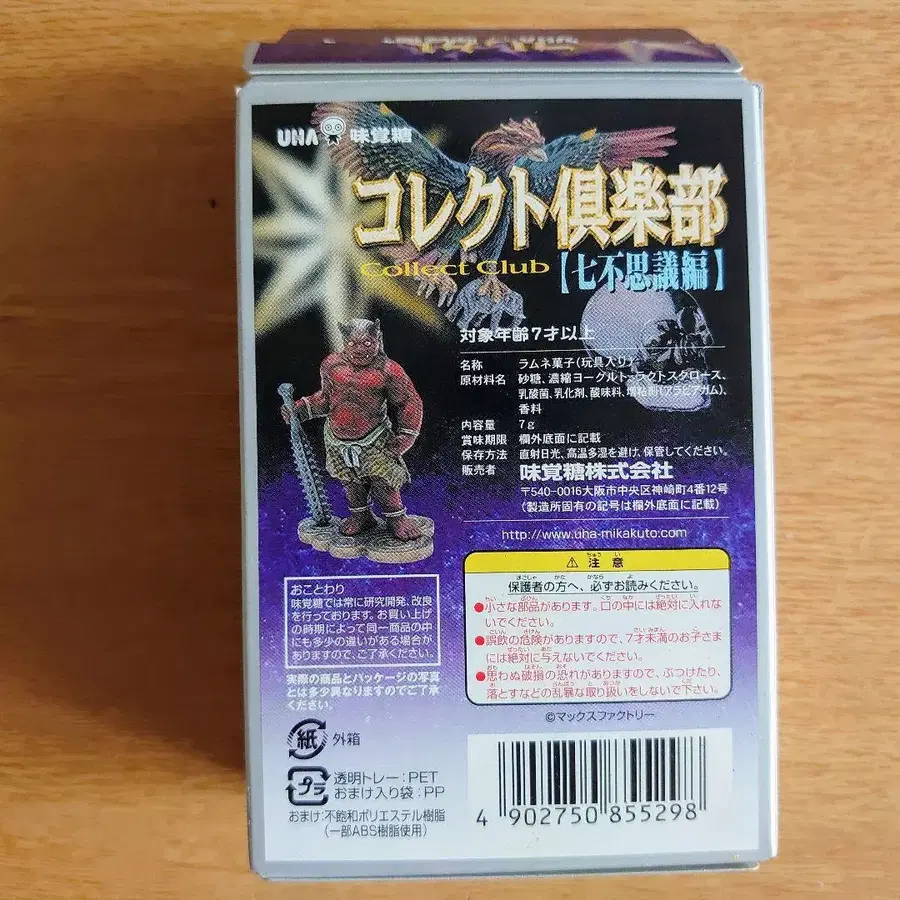 UHA 味覚糖
コレクト倶楽部
Collect Club
【七不思議編】
対象年齢7才以上
名称 ラムネ菓子(玩具入り)
原材料名 砂糖、濃縮ヨーグルト、ラクトスクロース、
乳酸菌、乳化剤、酸味料、増粘剤(アラビアガム)、
香料
内容量 7g
賞味期限 欄外底面に記載
保存方法 直射日光、高温多湿を避け、保管してください。
販売者 味覚糖株式会社
〒540-0016大阪市中央区神崎町4番12号
(製造所固有の記号は欄外底面に記載)
http://www.uha-mikakuto.com
⚠ 注意
保護者の方へ、必ずお読みください。
●小さな部品があります。口の中には絶対に入れな
いでください。
●誤飲の危険がありますので、7才未満のお子さま
には絶対に与えないでください。
●思わぬ破損の恐れがありますので、ぶつけたり、
落とすなどの乱暴な取り扱いをしないで下さい。
©マックスファクトリー
おことわり
味覚糖では常に研究開発、改良
を行っております。お買い上げ
の時期によって同一商品の中
にも多少の違いがある場合が
ありますので、ご了承ください。
実際の商品とパッケージの写真
とは多少異なりますのでご了承
ください。
紙 外箱
プラ 透明トレー:PET
おまけ入り袋:PP
おまけ:不飽和ポリエステル樹脂
(一部ABS樹脂使用)
4 902750 855298